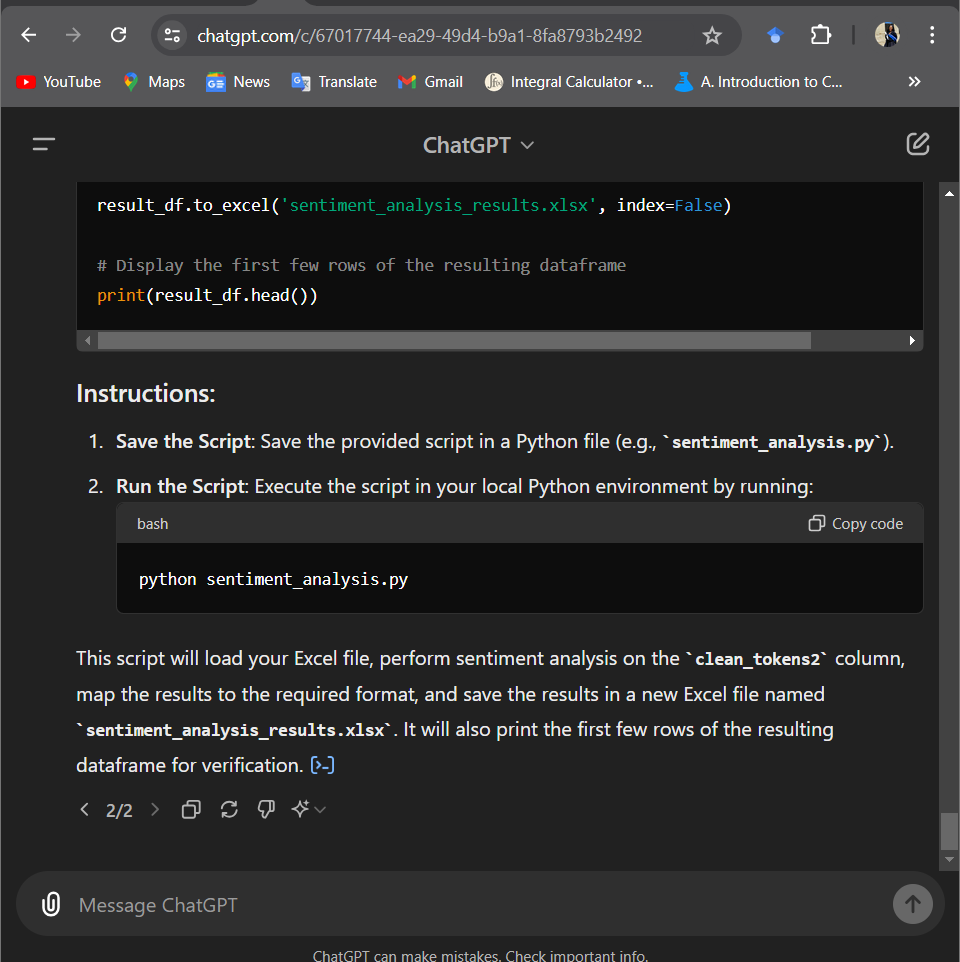 chatgpt.com/c/67017744-ea29-49d4-b9a1-8fa8793b2492
YouTube Maps News Translate Gmail Integral Calculator •... A. Introduction to C...
ChatGPT
result_df.to_excel('sentiment_analysis_results.xlsx', index=False)
# Display the first few rows of the resulting dataframe
print(result_df.head())
Instructions:
1. Save the Script: Save the provided script in a Python file (e.g., `sentiment_analysis.py`).
2. Run the Script: Execute the script in your local Python environment by running:
bash Copy code
python sentiment_analysis.py
This script will load your Excel file, perform sentiment analysis on the `clean_tokens2` column,
map the results to the required format, and save the results in a new Excel file named
`sentiment_analysis_results.xlsx`. It will also print the first few rows of the resulting
dataframe for verification. [>-]
2/2
Message ChatGPT
ChatGPT can make mistakes. Check important info.